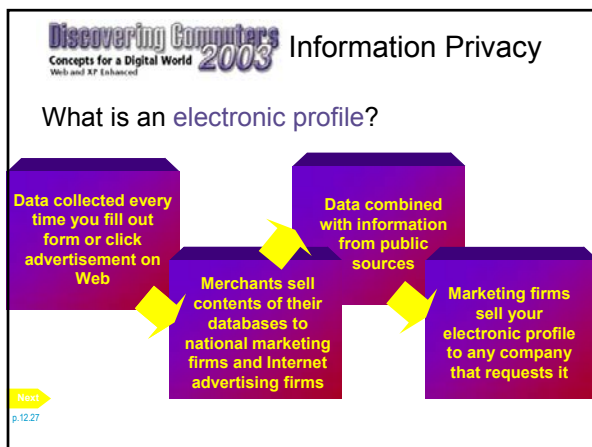 Discovering Computers
2003
Concepts for a Digital World
Web and XP Enhanced
Information Privacy
What is an electronic profile?
Data collected every
time you fill out
form or click
advertisement on
Web
Merchants sell
contents of their
databases to
national marketing
firms and Internet
advertising firms
Data combined
with information
from public
sources
Marketing firms
sell your
electronic profile
to any company
that requests it
Next
p.12.27